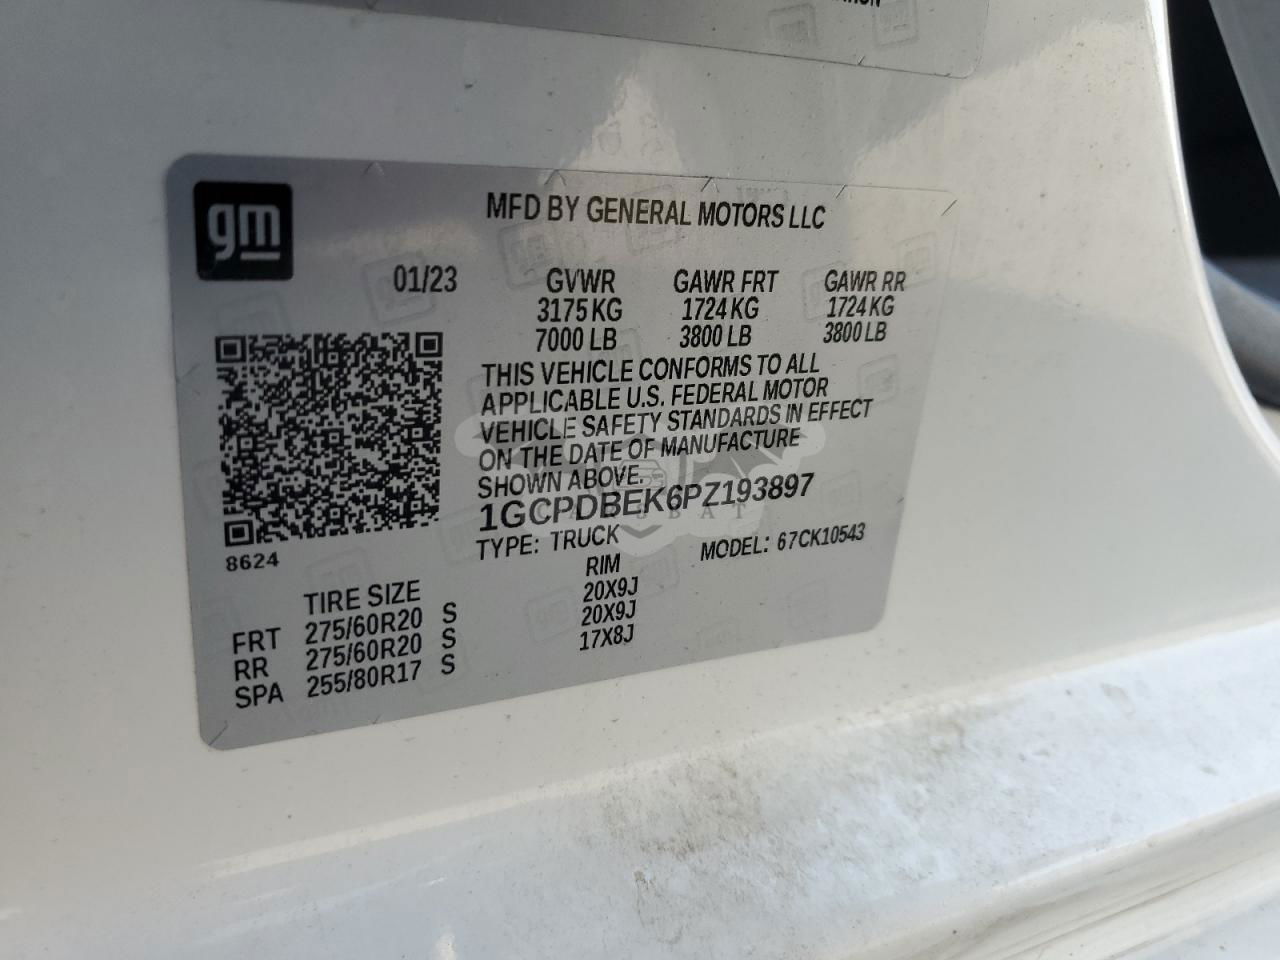 gm
MFD BY GENERAL MOTORS LLC
01/23 GVWR GAWR FRT GAWR RR
3175 KG 1724 KG 1724 KG
7000 LB 3800 LB 3800 LB
THIS VEHICLE CONFORMS TO ALL
APPLICABLE U.S. FEDERAL MOTOR
VEHICLE SAFETY STANDARDS IN EFFECT
ON THE DATE OF MANUFACTURE
SHOWN ABOVE.
1GCPDBEK6PZ193897
TYPE: TRUCK MODEL: 67CK10543
8624
TIRE SIZE RIM
FRT 275/60R20 S 20X9J
RR 275/60R20 S 20X9J
SPA 255/80R17 S 17X8J